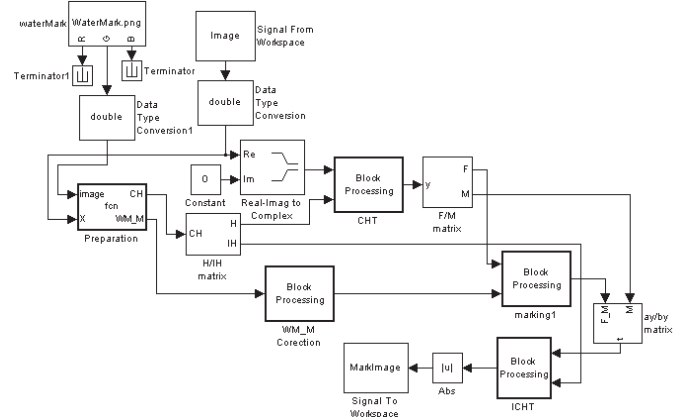 waterMark
WaterMark.png
R
G
B
Terminator1
Terminator
Image
Signal From
Workspace
double
Data
Type
Conversion1
double
Data
Type
Conversion
0
Constant
Re
Im
Real-Imag to
Complex
Block
Processing
CHT
y
F
M
F/M
matrix
image
fcn
X
CH
WM_M
Preparation
CH
H
IH
H/IH
matrix
Block
Processing
WM_M
Corection
Block
Processing
marking1
F_M
M
t
ay/by
matrix
Block
Processing
ICHT
|u|
Abs
MarkImage
Signal To
Workspace